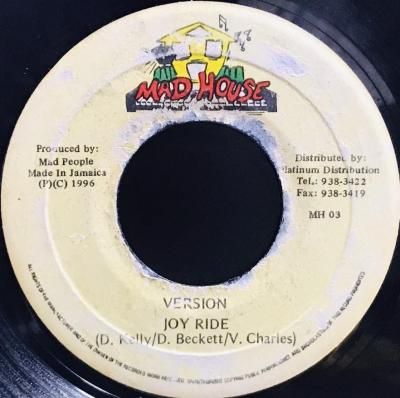 MAD HOUSE
Produced by:
Mad People
Made In Jamaica
(P)(C) 1996
Distributed by:
Platinum Distribution
Tel.: 938-3422
Fax: 938-3419
MH 03
VERSION
JOY RIDE
(D. Kelly/D. Beckett/V. Charles)